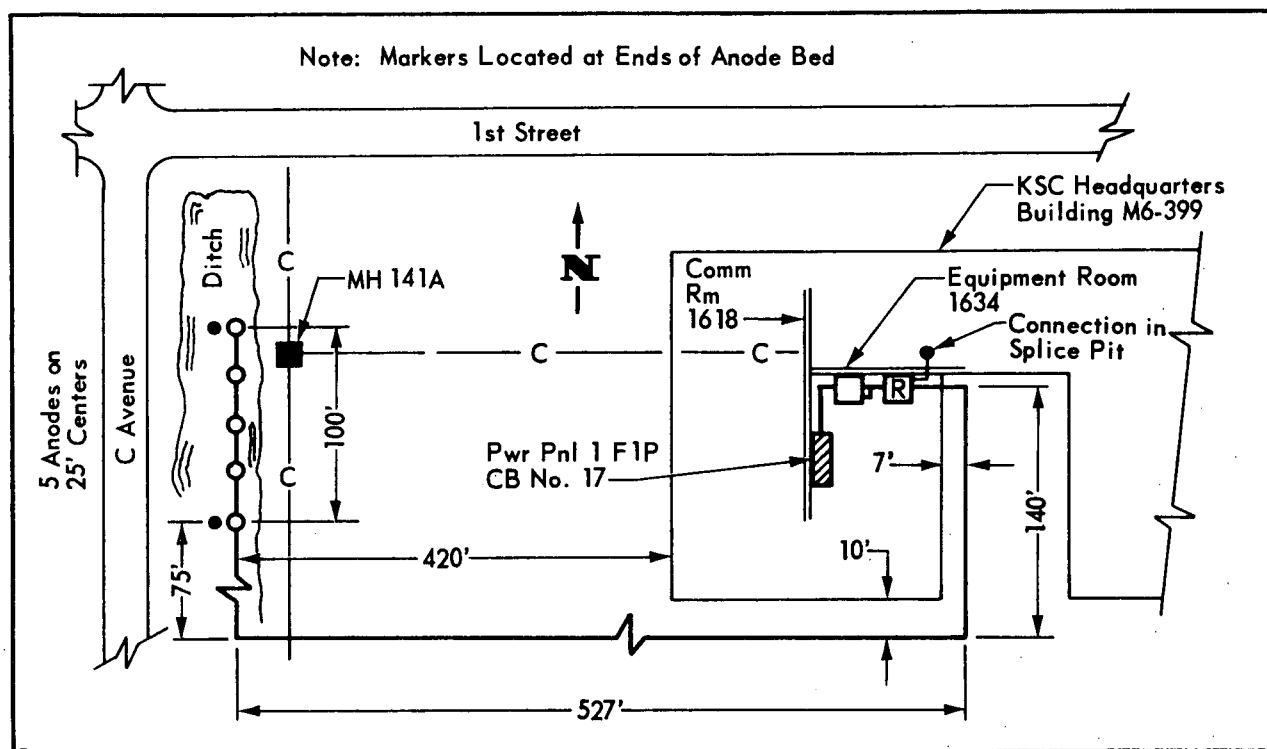 Note: Markers Located at Ends of Anode Bed
1st Street
KSC Headquarters
Building M6-399
Ditch
C
MH 141A
N
Comm
Rm
1618
Equipment Room
1634
Connection in
Splice Pit
C
C
R
5 Anodes on
25' Centers
C Avenue
100'
C
Pwr Pnl 1 F1P
CB No. 17
7'
140'
75'
420'
10'
527'